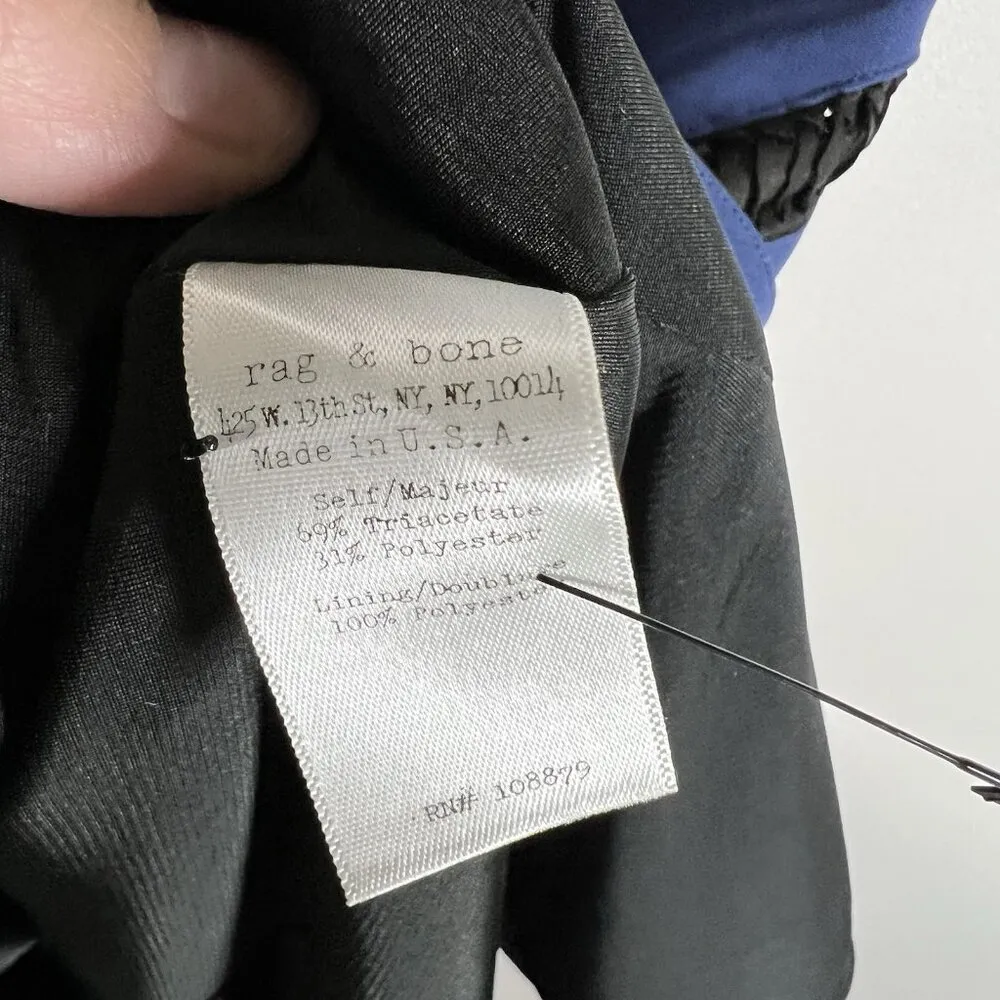 rag & bone
425 W. 13th St, NY, NY, 10014
Made in U.S.A.
Self/Majeur
69% Triacetate
31% Polyester
Lining/Doublure
100% Polyester
RN# 108879